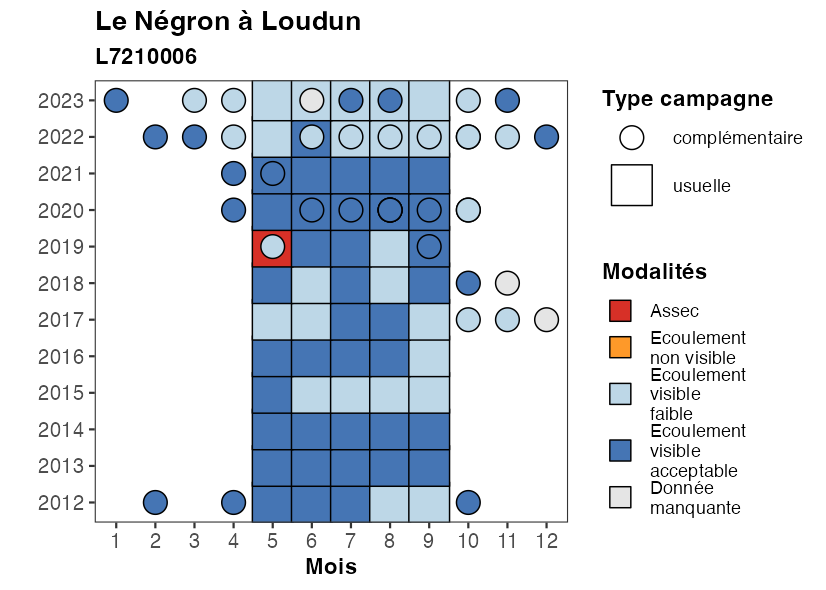 Le Négron à Loudun
L7210006
2023
2022
2021
2020
2019
2018
2017
2016
2015
2014
2013
2012
1 2 3 4 5 6 7 8 9 10 11 12
Mois
Type campagne
complémentaire
usuelle
Modalités
Assec
Ecoulement
non visible
Ecoulement
visible
faible
Ecoulement
visible
acceptable
Donnée
manquante